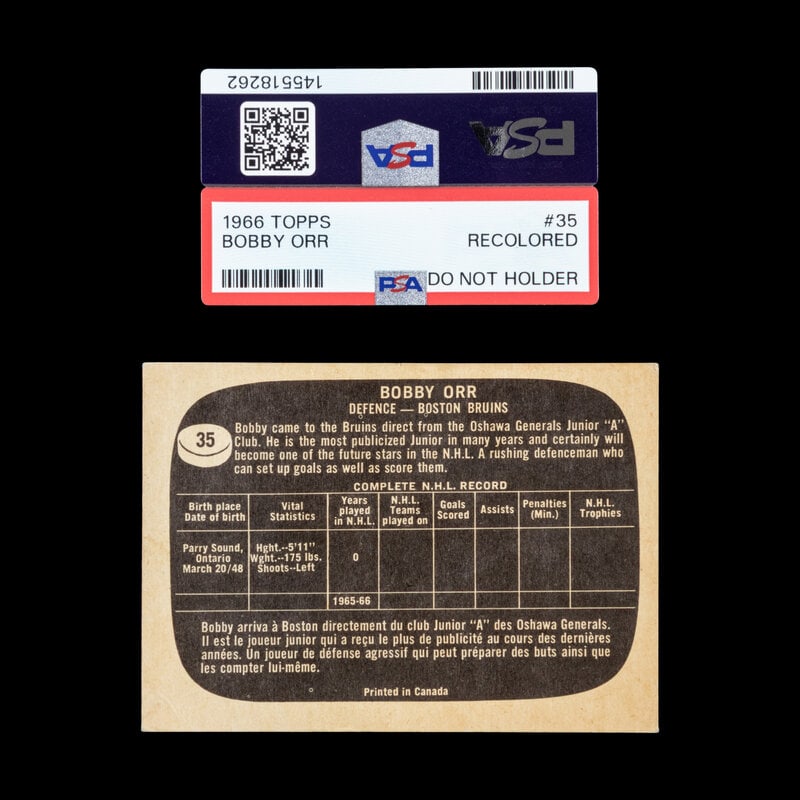 145518262
PSA
PSA
1966 TOPPS #35
BOBBY ORR RECOLORED
PSA DO NOT HOLDER
BOBBY ORR
DEFENCE — BOSTON BRUINS
35
Bobby came to the Bruins direct from the Oshawa Generals Junior "A"
Club. He is the most publicized Junior in many years and certainly will
become one of the future stars in the N.H.L. A rushing defenceman who
can set up goals as well as score them.
COMPLETE N.H.L. RECORD
Birth place Date of birth
Vital Statistics
Years played in N.H.L.
N.H.L. Teams played on
Goals Scored
Assists
Penalties (Min.)
N.H.L. Trophies
Parry Sound,
Ontario
March 20/48
Hght.--5'11"
Wght.--175 lbs.
Shoots--Left
0
1965-66
Bobby arriva à Boston directement du club Junior "A" des Oshawa Generals.
Il est le joueur junior qui a reçu le plus de publicité au cours des dernières
années. Un joueur de défense agressif qui peut préparer des buts ainsi que
les compter lui-même.
Printed in Canada